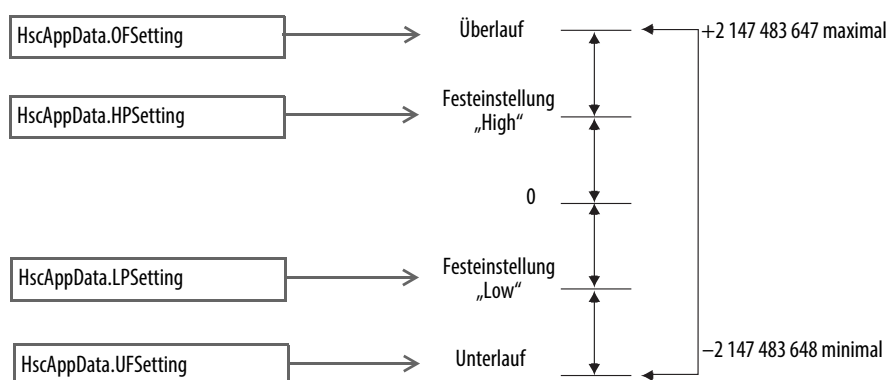 HscAppData.OFSetting
Überlauf
+2 147 483 647 maximal
HscAppData.HPSetting
Festeinstellung
„High“
0
HscAppData.LPSetting
Festeinstellung
„Low“
HscAppData.UFSetting
Unterlauf
−2 147 483 648 minimal